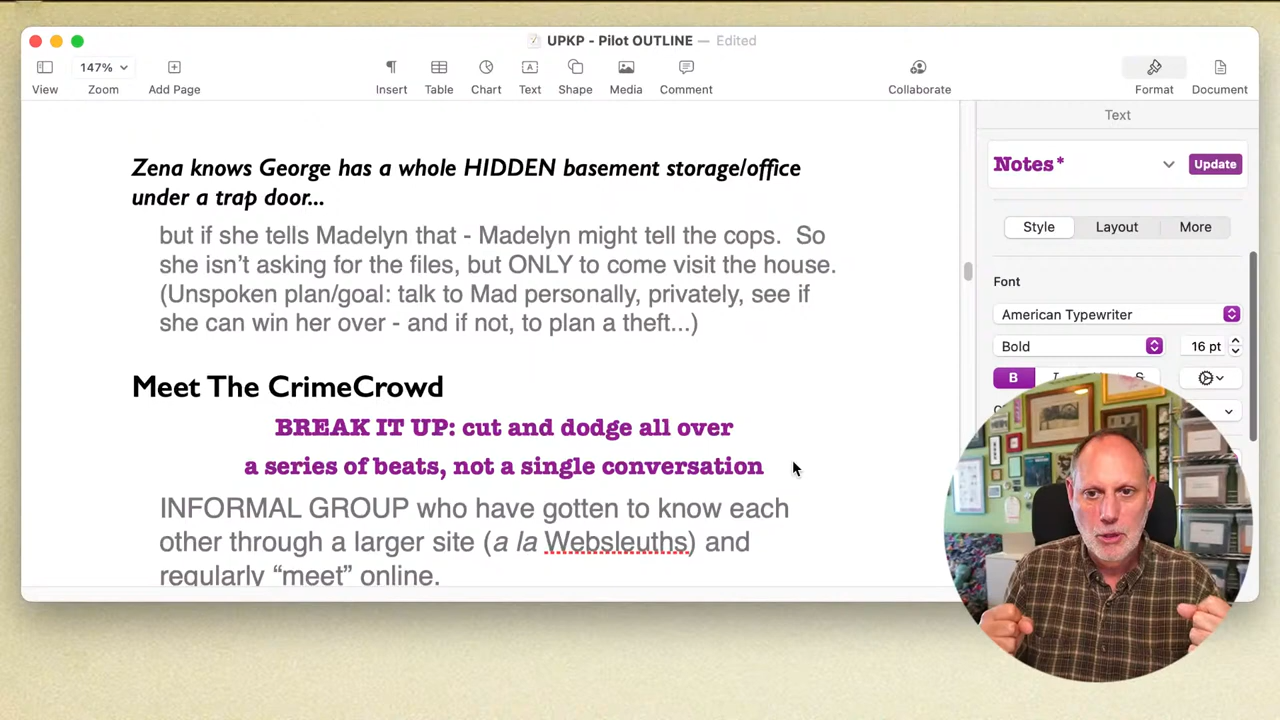 UPKP - Pilot OUTLINE — Edited
147%
View
Zoom
Add Page
Insert
Table
Chart
Text
Shape
Media
Comment
Collaborate
Format
Document
Zena knows George has a whole HIDDEN basement storage/office
under a trap door...
but if she tells Madelyn that - Madelyn might tell the cops.  So
she isn’t asking for the files, but ONLY to come visit the house.
(Unspoken plan/goal: talk to Mad personally, privately, see if
she can win her over - and if not, to plan a theft...)
Meet The CrimeCrowd
BREAK IT UP: cut and dodge all over
a series of beats, not a single conversation
INFORMAL GROUP who have gotten to know each
other through a larger site (a la Websleuths) and
regularly “meet” online.
Text
Notes*
Update
Style
Layout
More
Font
American Typewriter
Bold
16 pt
B